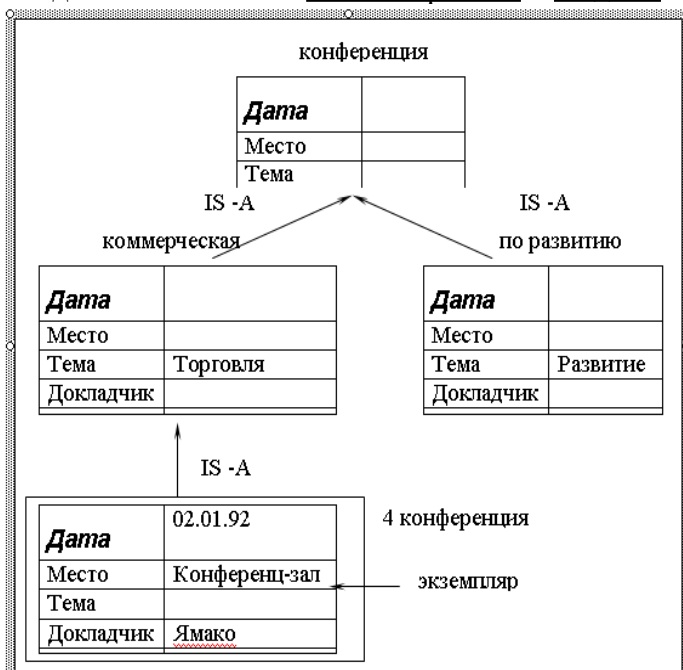 конференция
Дата
Место
Тема
IS -A IS -A
коммерческая по развитию
Дата Дата
Место Место
Тема Торговля Тема Развитие
Докладчик Докладчик
IS -A
02.01.92 4 конференция
Дата
Место Конференц-зал экземпляр
Тема
Докладчик Ямако